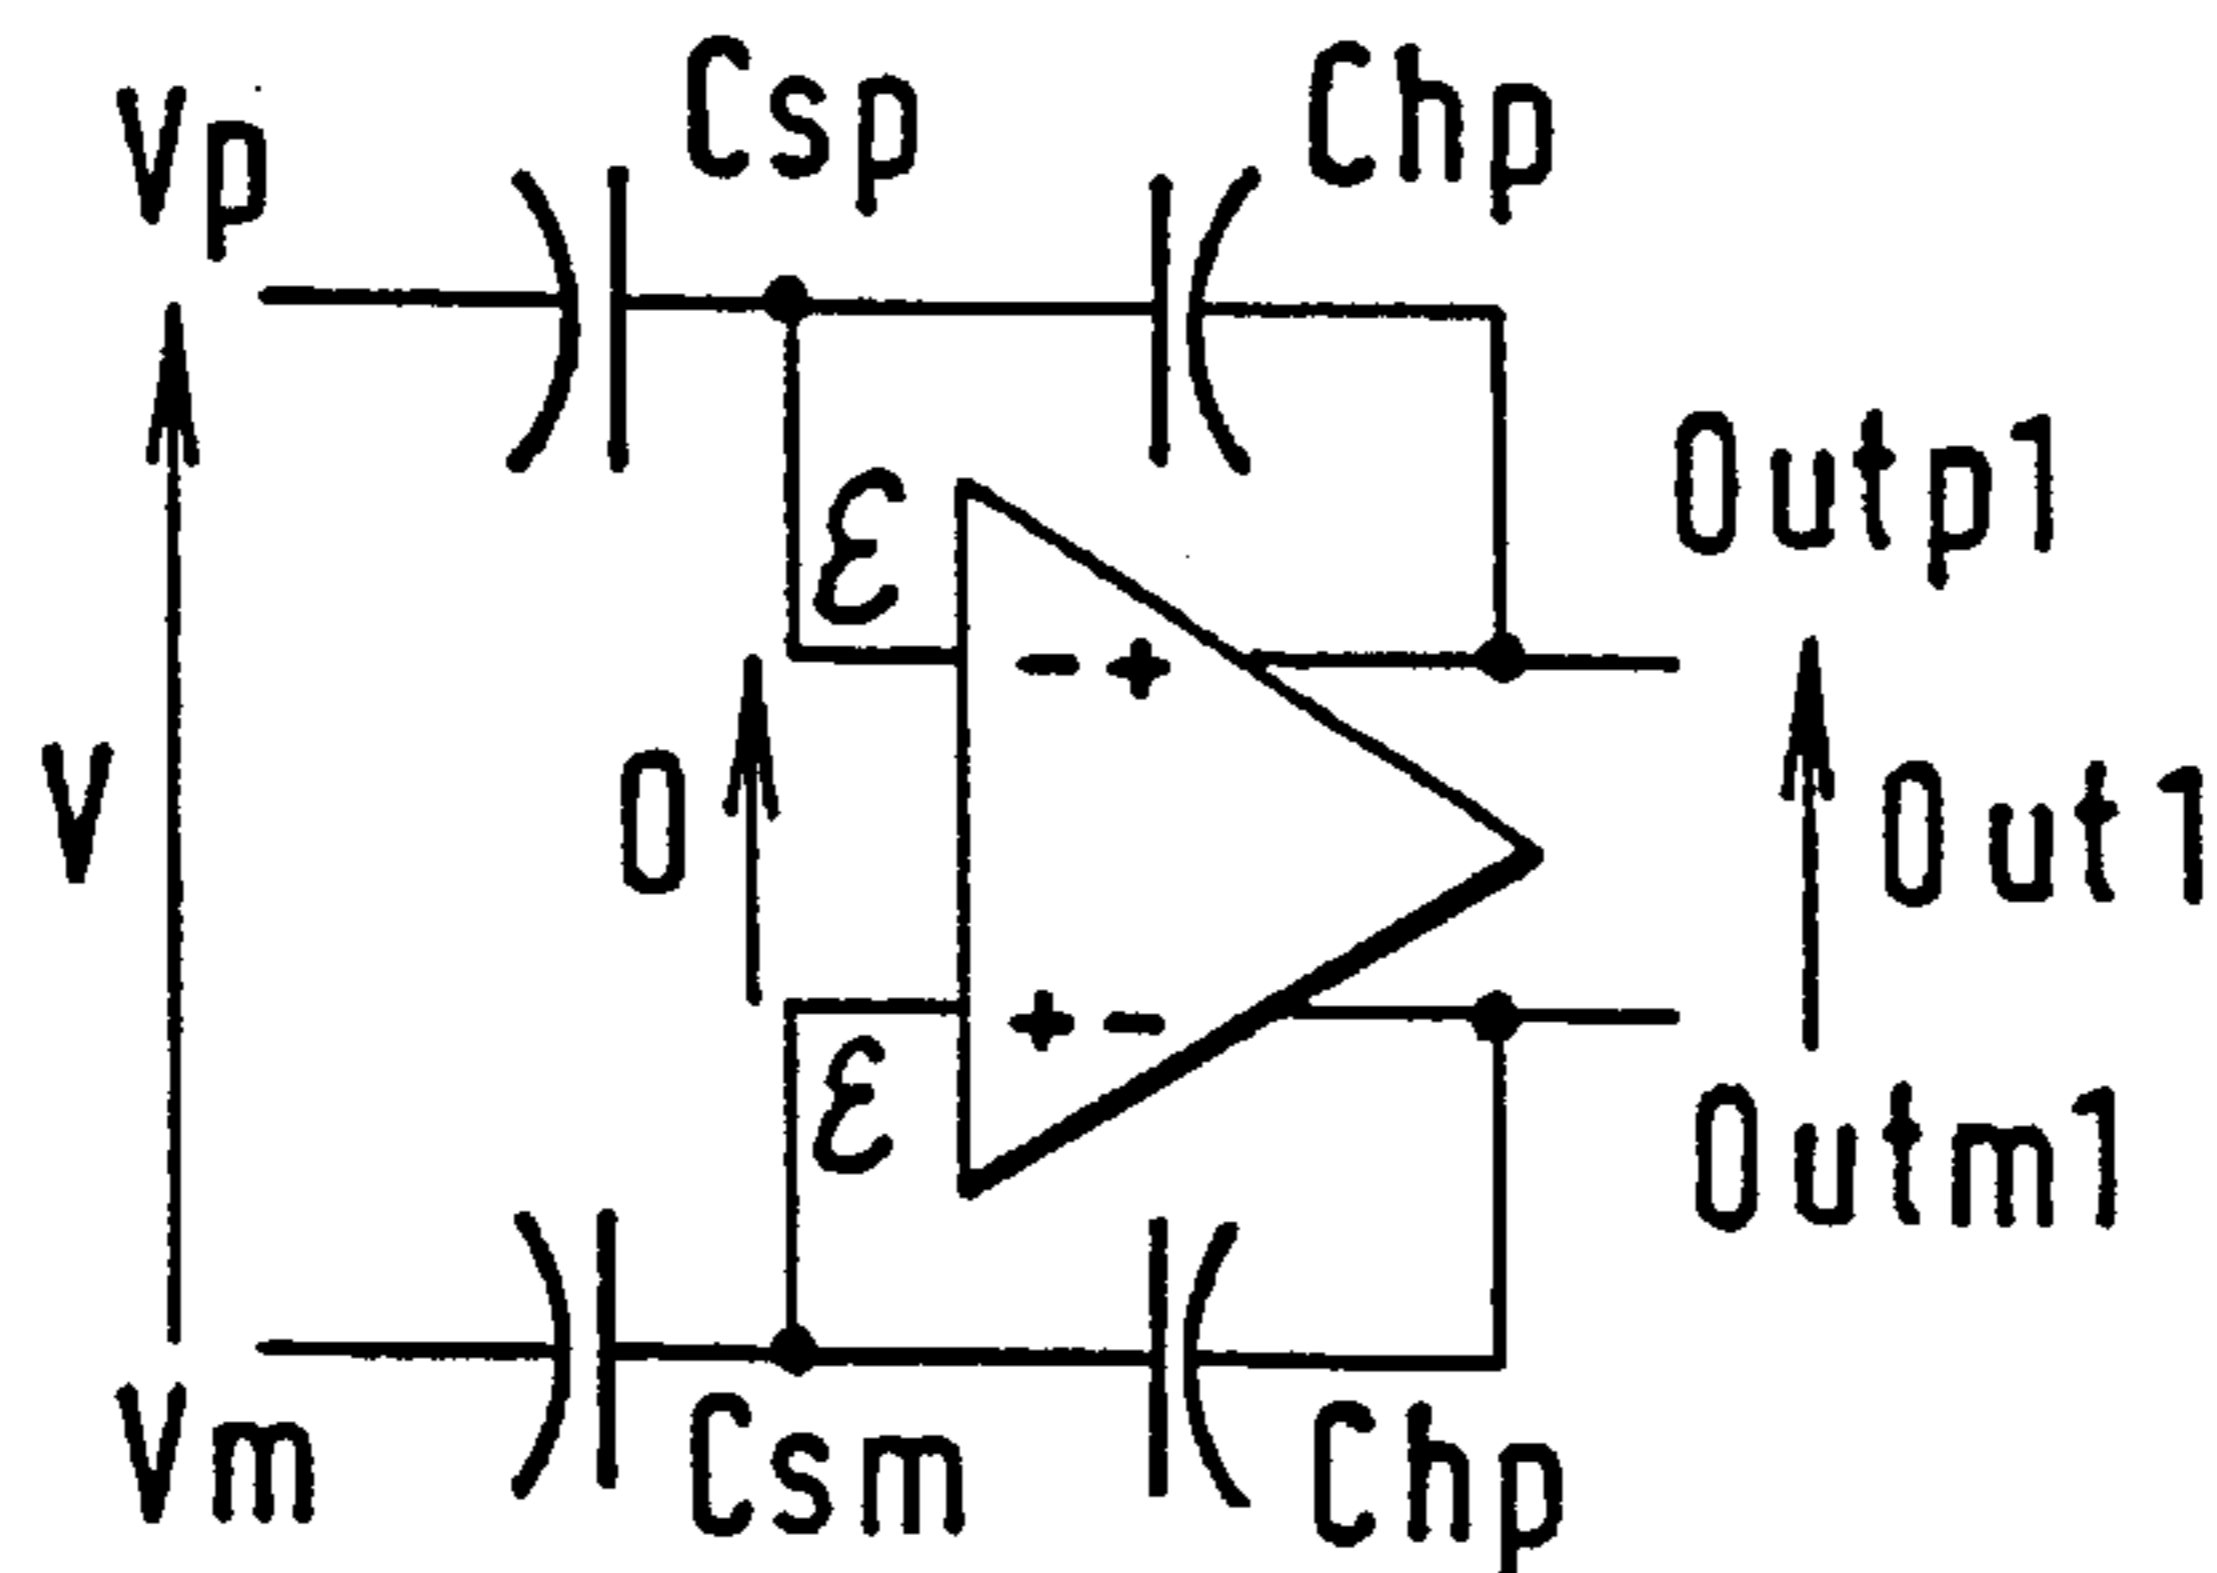 Vp
Csp
Chp
Outp1
ε
- +
V
0
Out1
+ -
ε
Outm1
Vm
Csm
Chp